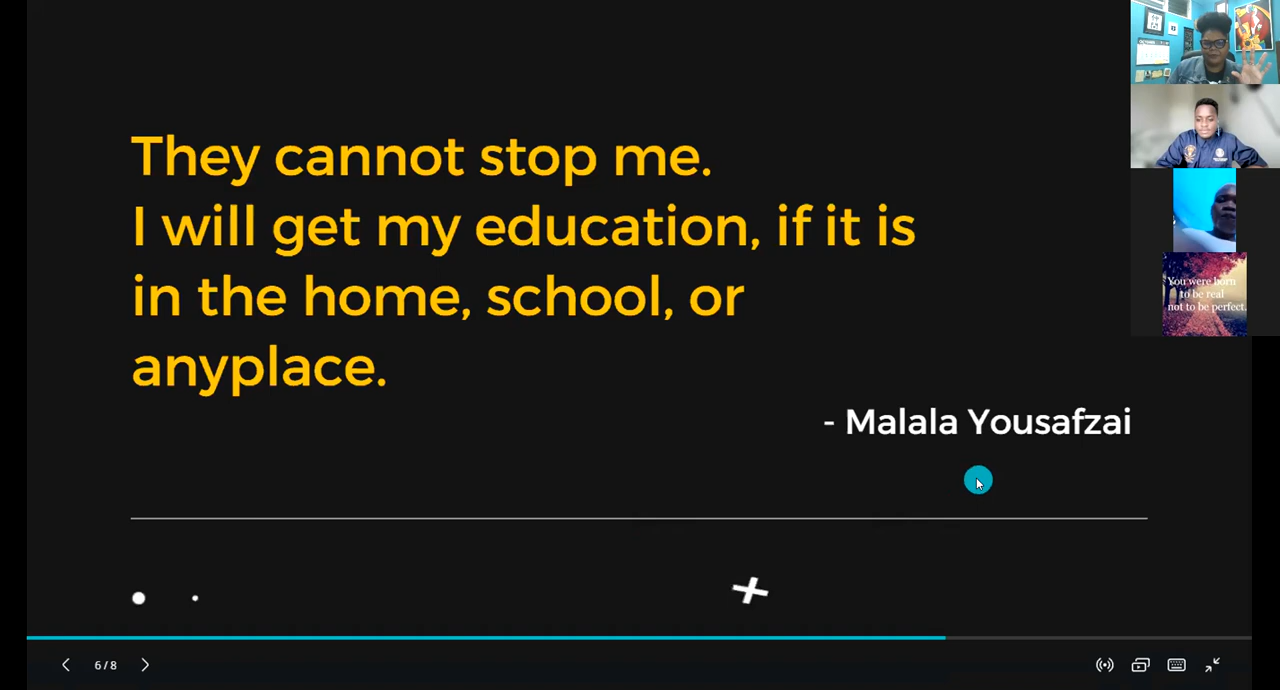 They cannot stop me.
I will get my education, if it is
in the home, school, or
anyplace.
- Malala Yousafzai
You were born
to be real
not to be perfect.
6/8